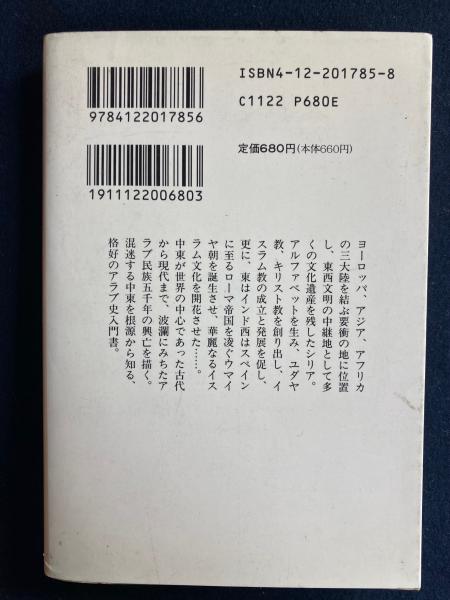 ISBN4-12-201785-8
C1122 P680E
9784122017856
定価680円(本体660円)
1911122006803
ヨーロッパ、アジア、アフリカ
の三大陸を結ぶ要衝の地に位置
し、東西文明の中継地として多
くの文化遺産を残したシリア。
アルファベットを生み、ユダヤ
教、キリスト教を創り出し、イ
スラム教の成立と発展を促し、
更に、東はインド西はスペイン
に至るローマ帝国を凌ぐウマイ
ヤ朝を誕生させ、華麗なるイス
ラム文化を開花させた……。
中東が世界の中心であった古代
から現代まで、波瀾にみちたア
ラブ民族五千年の興亡を描く。
混迷する中東を根源から知る、
格好のアラブ史入門書。